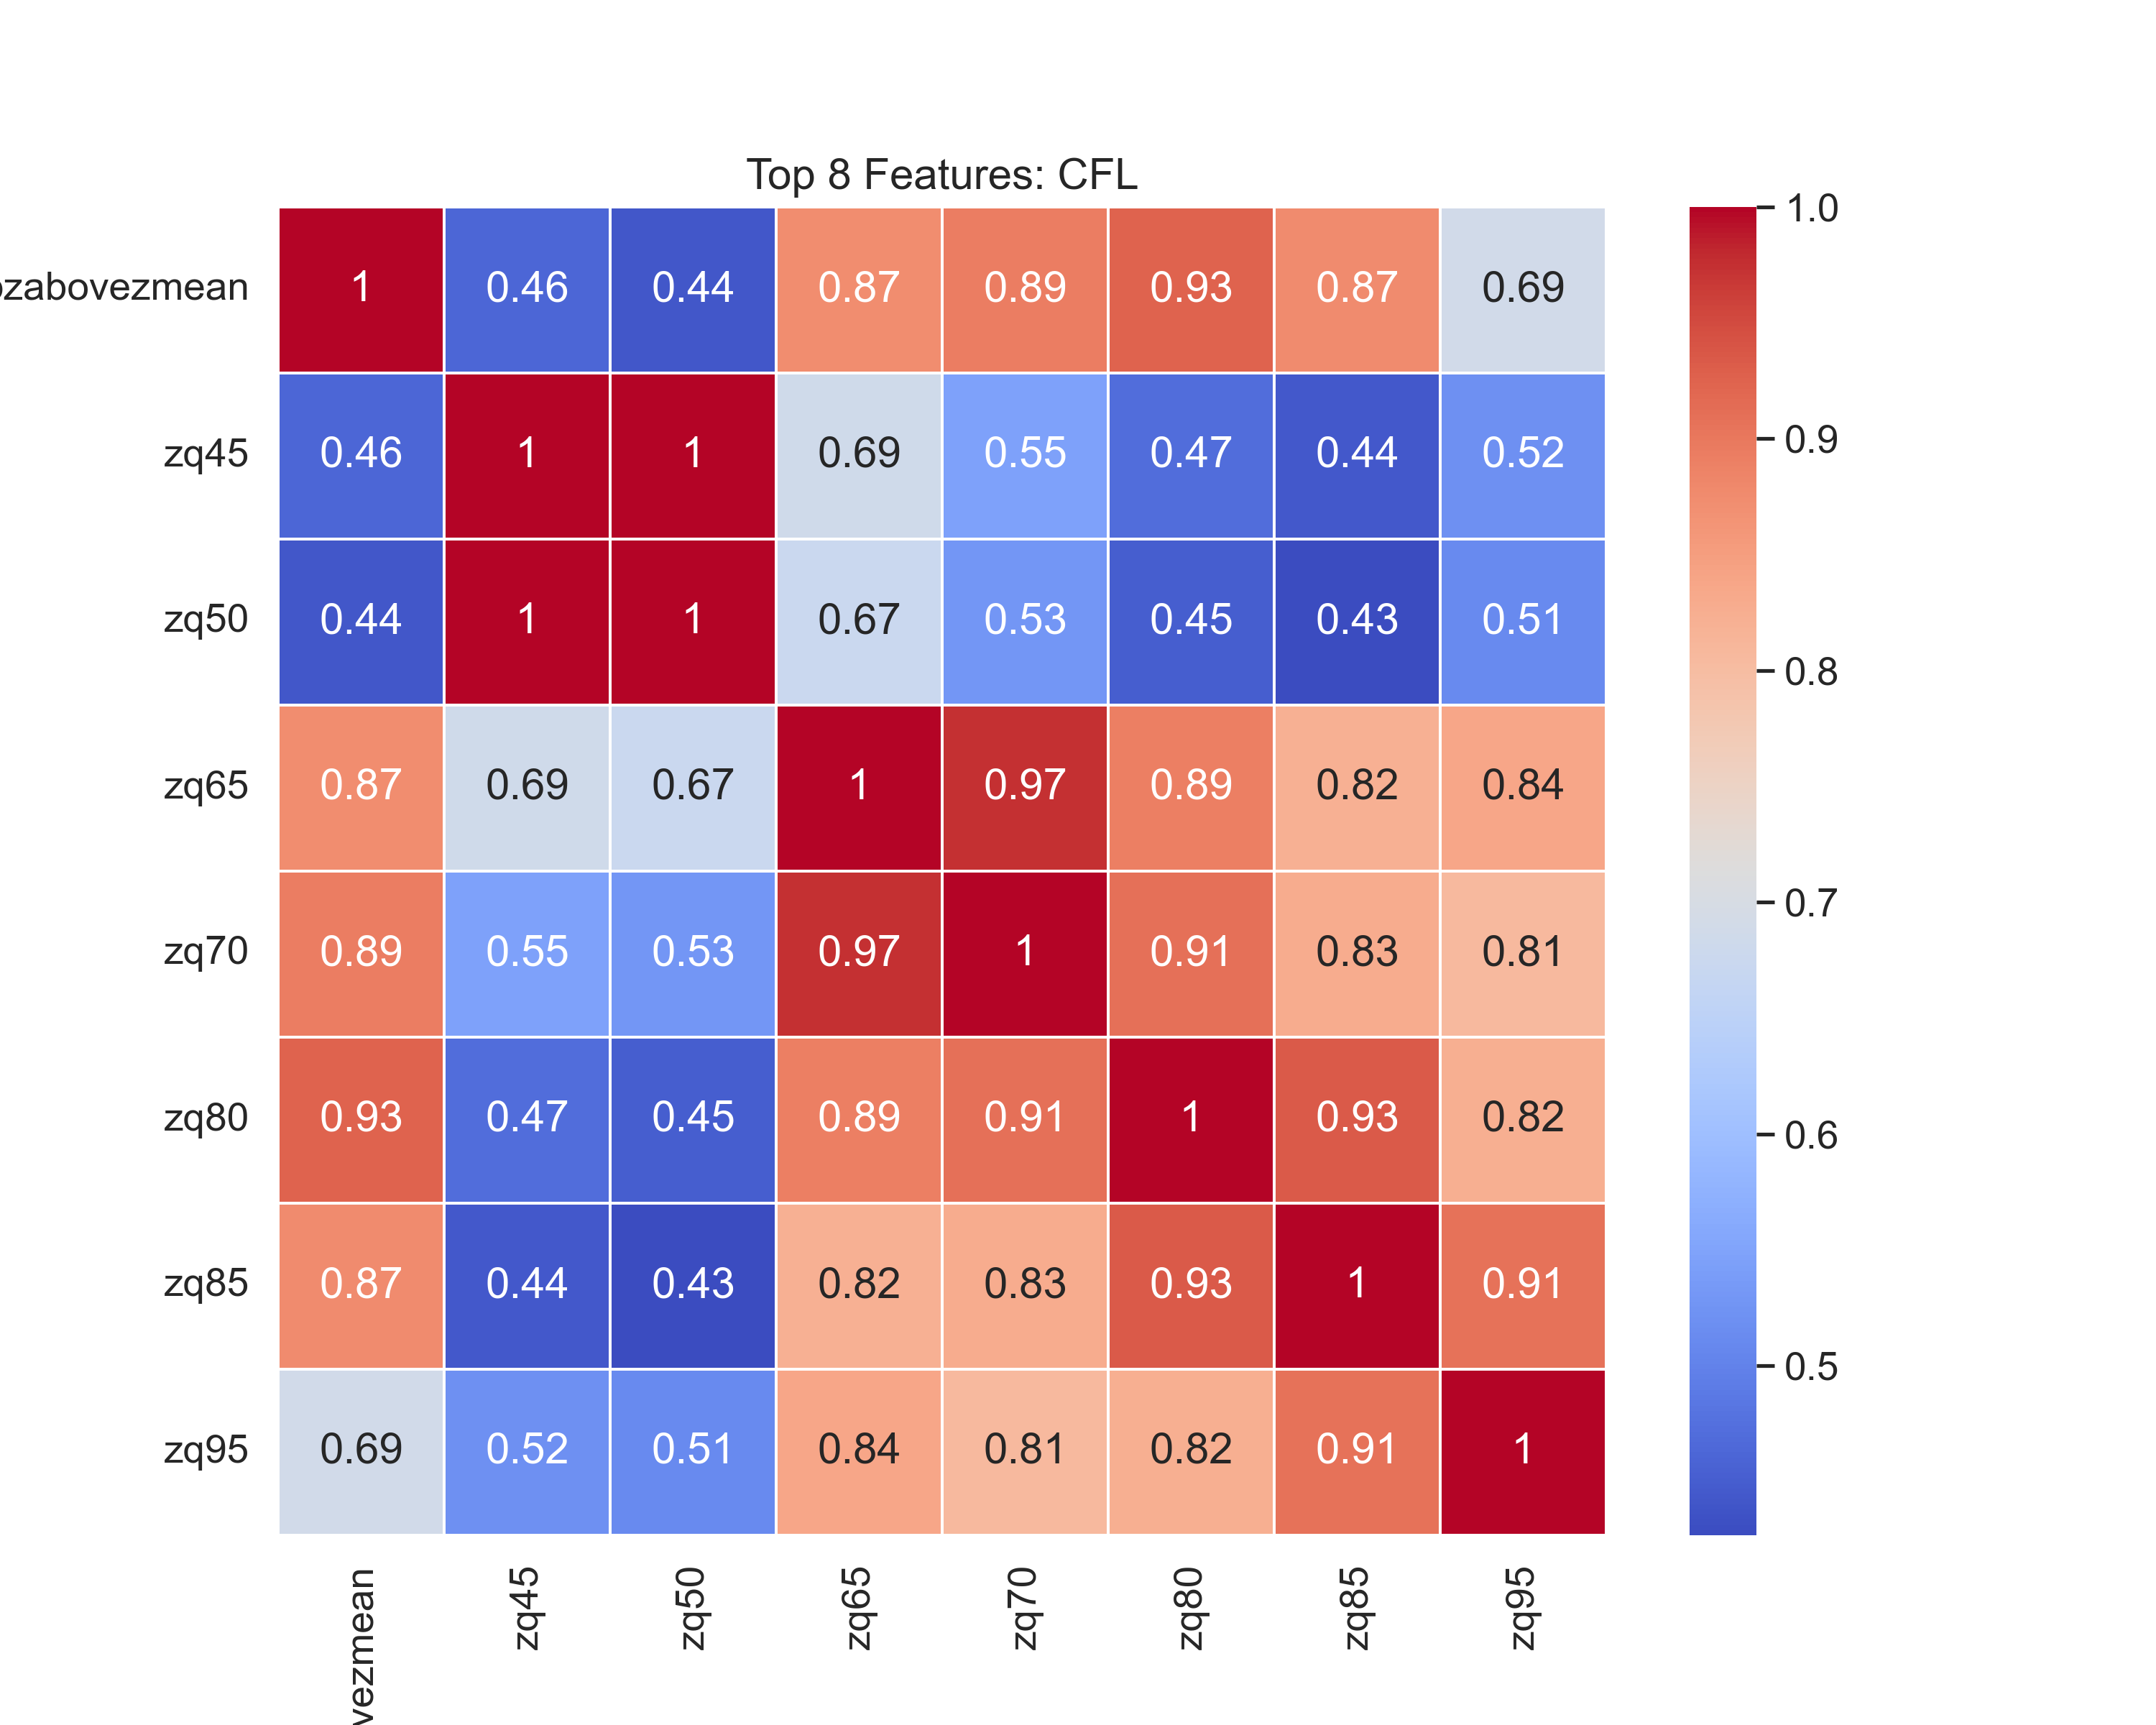 Top 8 Features: CFL
zabovezmean 1 0.46 0.44 0.87 0.89 0.93 0.87 0.69
zq45 0.46 1 1 0.69 0.55 0.47 0.44 0.52
zq50 0.44 1 1 0.67 0.53 0.45 0.43 0.51
zq65 0.87 0.69 0.67 1 0.97 0.89 0.82 0.84
zq70 0.89 0.55 0.53 0.97 1 0.91 0.83 0.81
zq80 0.93 0.47 0.45 0.89 0.91 1 0.93 0.82
zq85 0.87 0.44 0.43 0.82 0.83 0.93 1 0.91
zq95 0.69 0.52 0.51 0.84 0.81 0.82 0.91 1
vezmean zq45 zq50 zq65 zq70 zq80 zq85 zq95
1.0
0.9
0.8
0.7
0.6
0.5